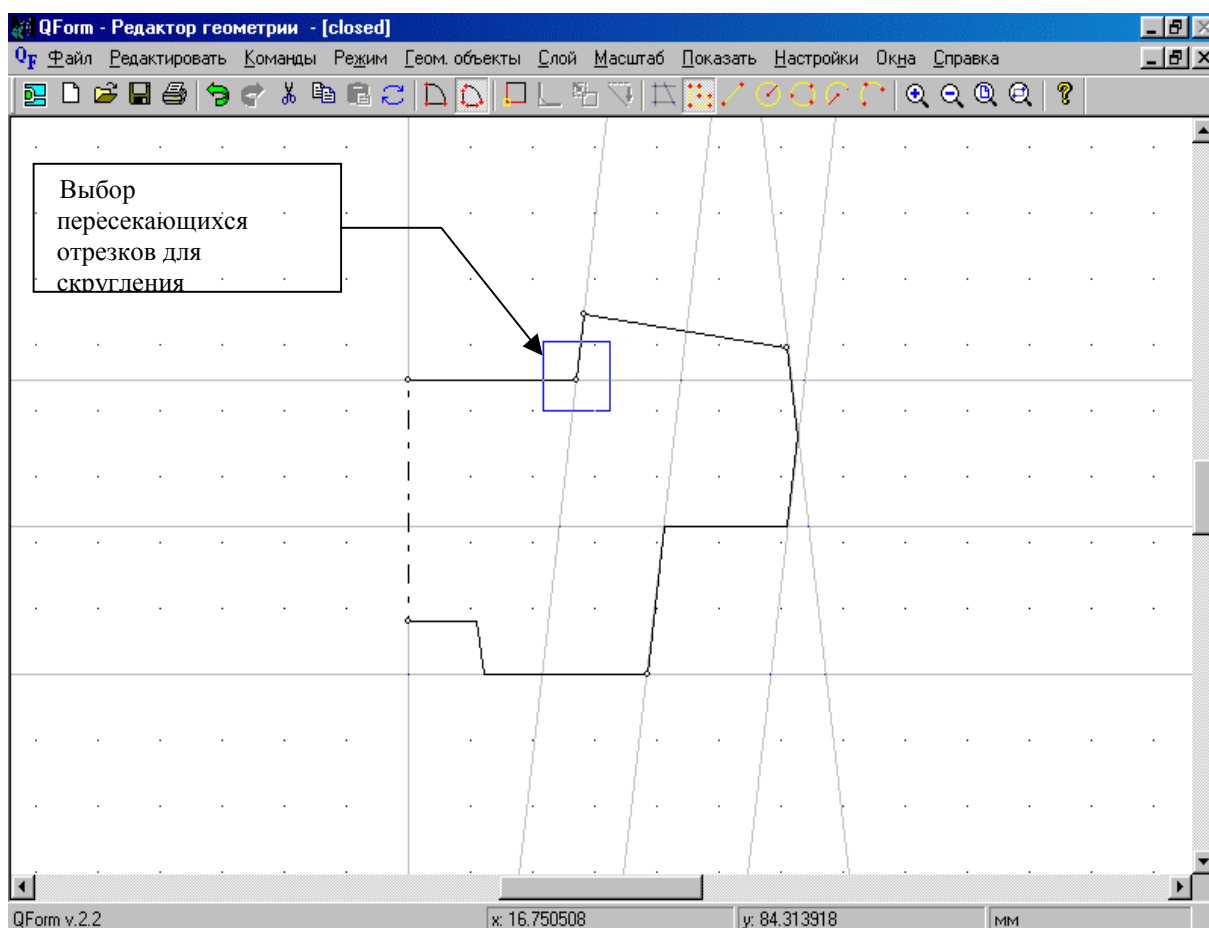 QForm - Редактор геометрии - [closed]
QF Файл Редактировать Команды Режим Геом. объекты Слой Масштаб Показать Настройки Окна Справка
Выбор
пересекающихся
отрезков для
скругления
QForm v.2.2 x: 16.750508 y: 84.313918 мм